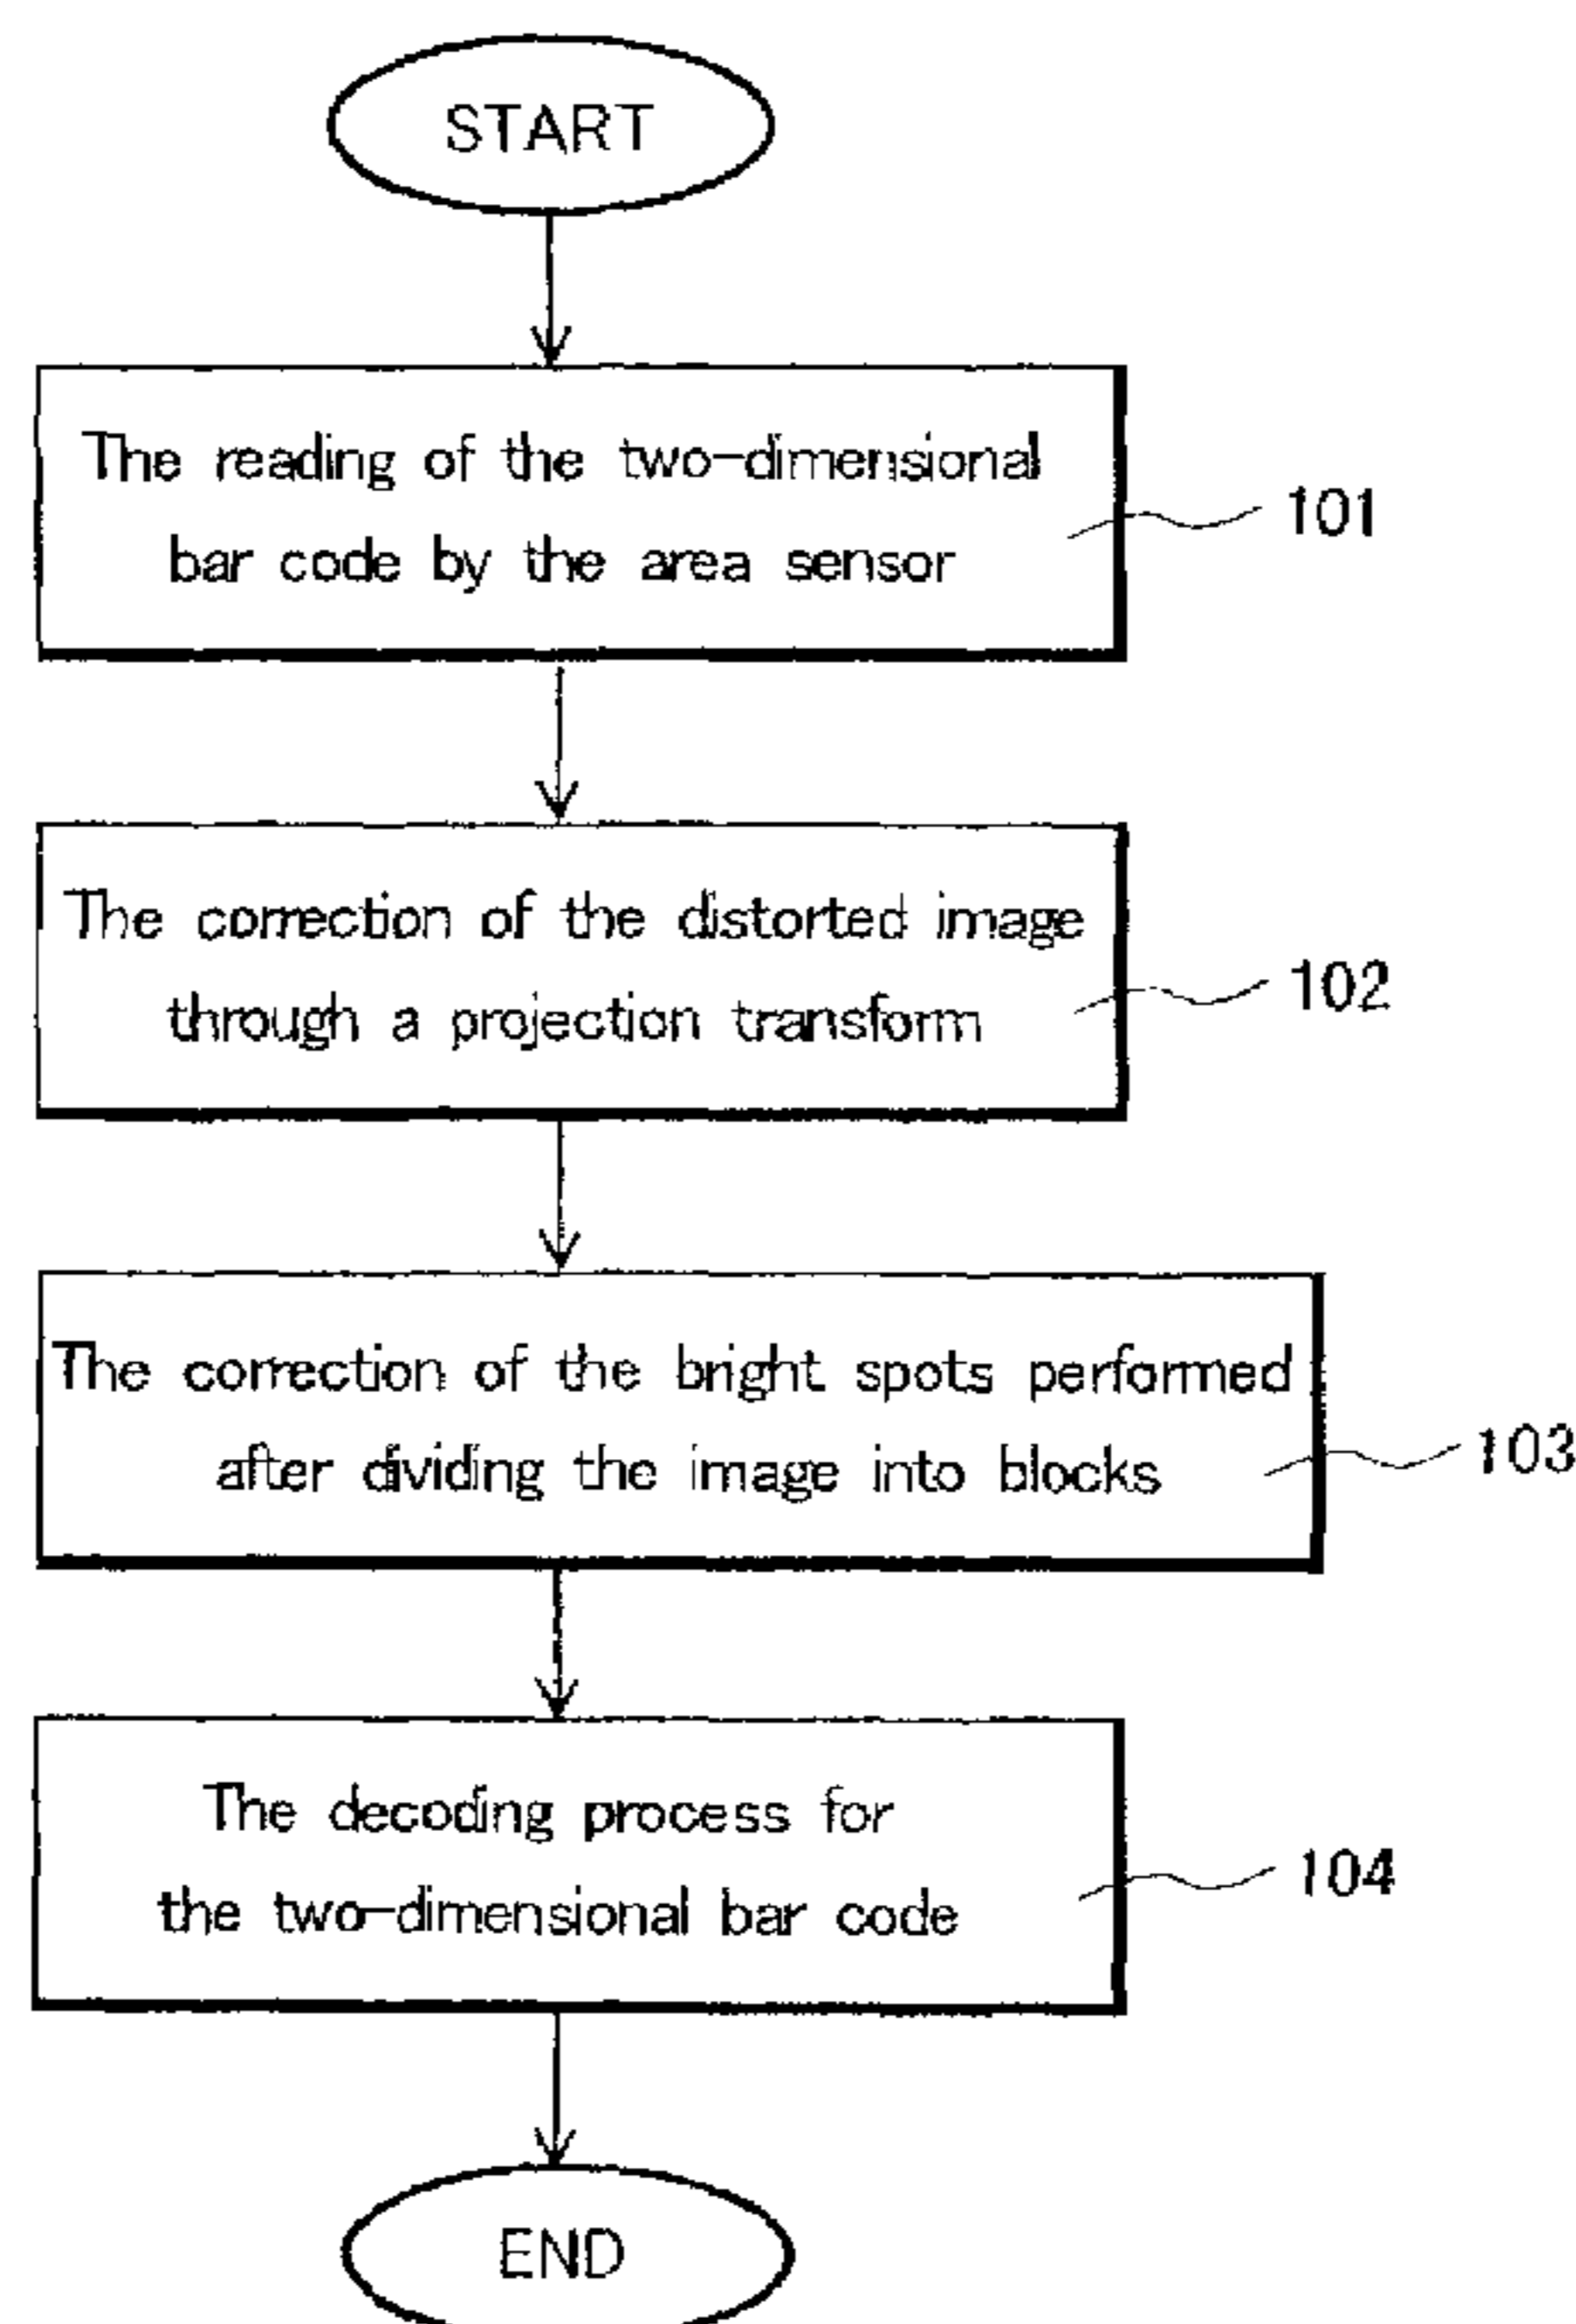 START
The reading of the two-dimensional
bar code by the area sensor
101
The correction of the distorted image
through a projection transform
102
The correction of the bright spots performed
after dividing the image into blocks
103
The decoding process for
the two-dimensional bar code
104
END